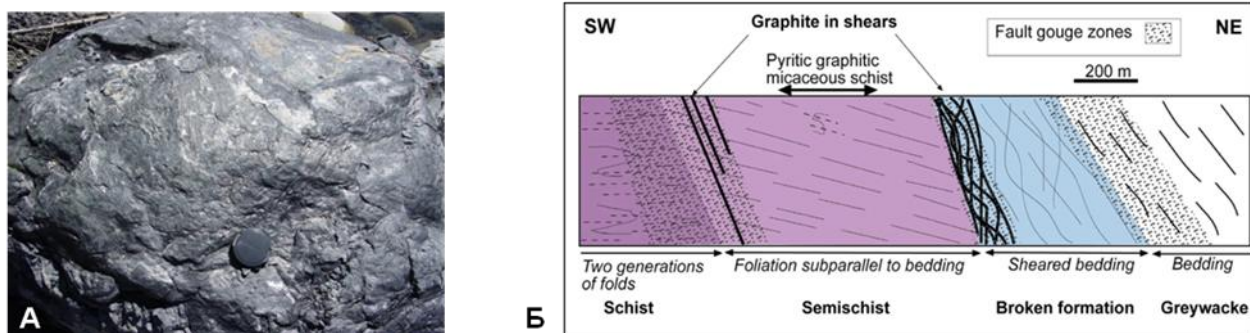 А
Б
SW
Graphite in shears
Fault gouge zones
NE
Pyritic graphitic
micaceous schist
200 m
Two generations
of folds
Foliation subparallel to bedding
Sheared bedding
Bedding
Schist
Semischist
Broken formation
Greywacke